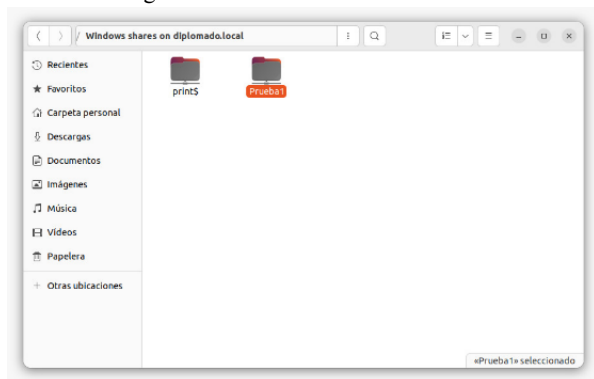 / Windows shares on diplomado.local
Recientes
Favoritos
Carpeta personal
Descargas
Documentos
Imágenes
Música
Vídeos
Papelera
+ Otras ubicaciones
print$
Prueba1
«Prueba1» seleccionado